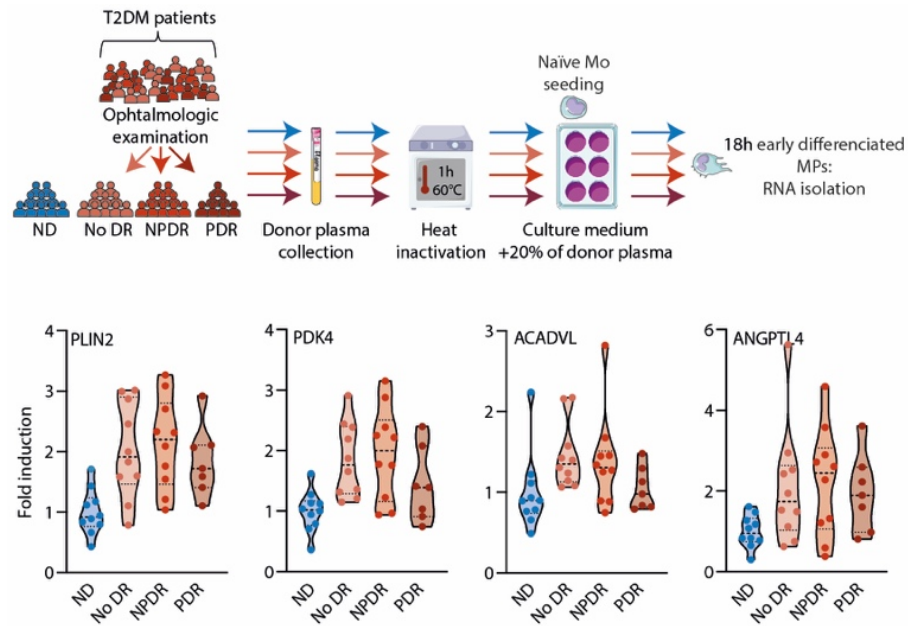 T2DM patients
Ophtalmologic
examination
ND
No DR
NPDR
PDR
Plasma
Donor plasma
collection
1h
60°C
Heat
inactivation
Naïve Mo
seeding
Culture medium
+20% of donor plasma
18h early differenciated
MPs:
RNA isolation
Fold induction
PLIN2
4
3
2
1
0
ND
No DR
NPDR
PDR
PDK4
4
3
2
1
0
ND
No DR
NPDR
PDR
ACADVL
3
2
1
0
ND
No DR
NPDR
PDR
ANGPTL4
6
4
2
0
ND
No DR
NPDR
PDR